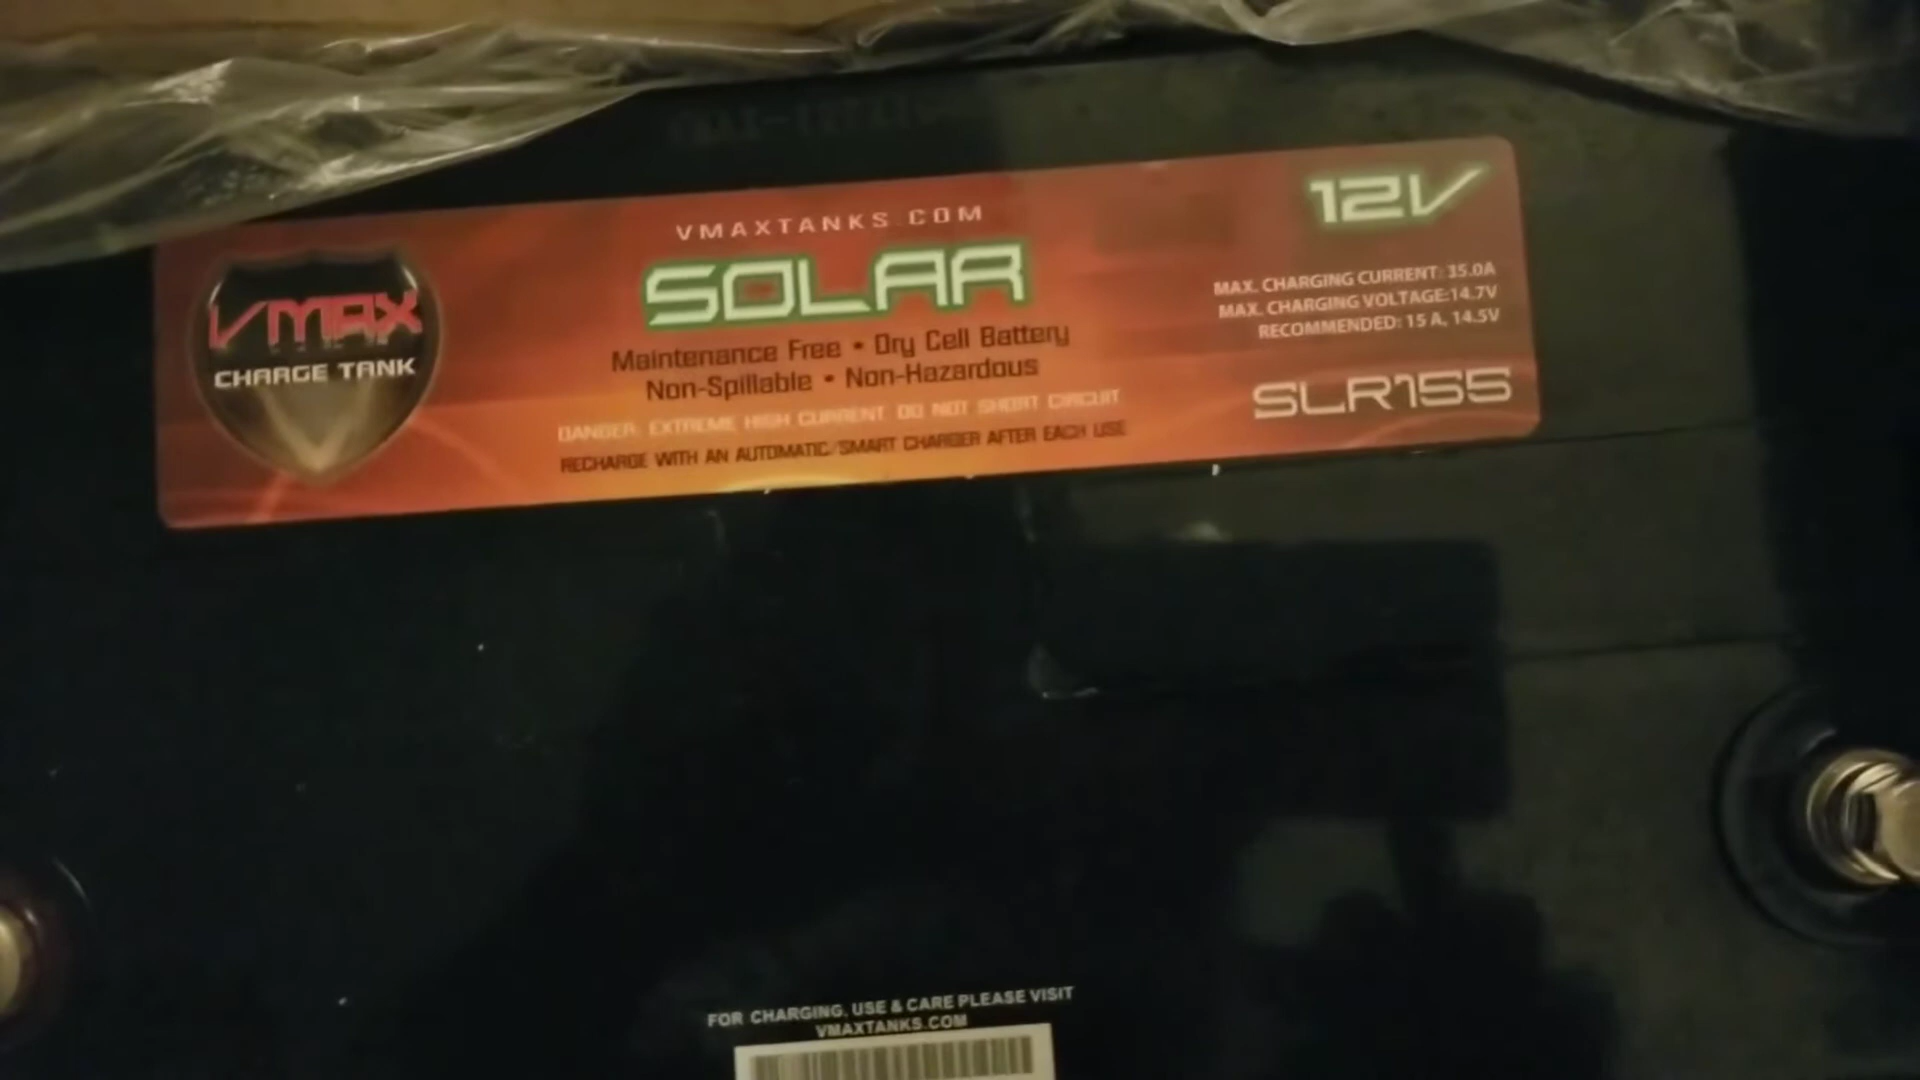 VMAXTANKS.COM
SOLAR
Maintenance Free • Dry Cell Battery
Non-Spillable • Non-Hazardous
DANGER: EXTREME HIGH CURRENT. DO NOT SHORT CIRCUIT
RECHARGE WITH AN AUTOMATIC/SMART CHARGER AFTER EACH USE
VMAX
CHARGE TANK
12V
MAX. CHARGING CURRENT: 35.0A
MAX. CHARGING VOLTAGE:14.7V
RECOMMENDED: 15 A, 14.5V
SLR155
FOR CHARGING, USE & CARE PLEASE VISIT
VMAXTANKS.COM